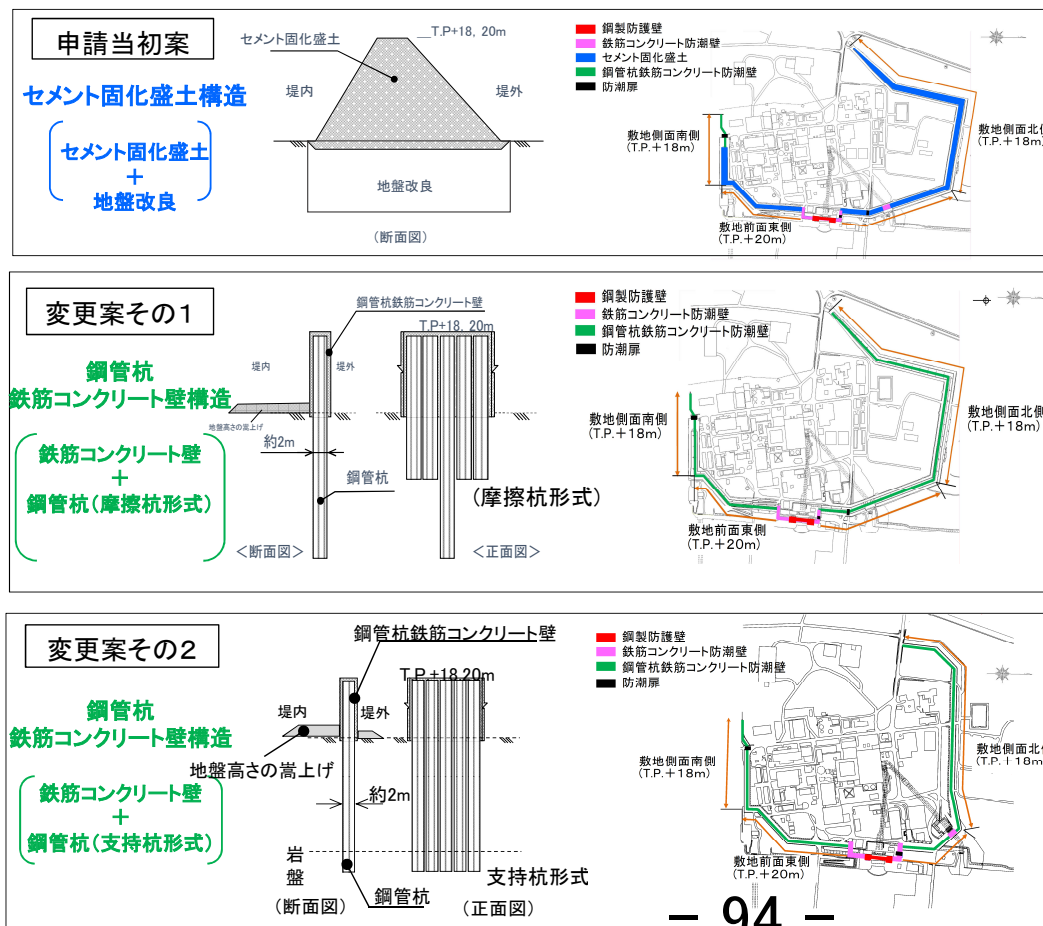 申請当初案
セメント固化盛土構造
セメント固化盛土
+
地盤改良
セメント固化盛土
T.P+18, 20m
堤内
堤外
地盤改良
(断面図)
鋼製防護壁
鉄筋コンクリート防潮壁
セメント固化盛土
鋼管杭鉄筋コンクリート防潮壁
防潮扉
敷地側面南側
(T.P.+18m)
敷地側面北側
(T.P.+18m)
敷地前面東側
(T.P.+20m)
変更案その1
鋼管杭
鉄筋コンクリート壁構造
鉄筋コンクリート壁
+
鋼管杭(摩擦杭形式)
鋼管杭鉄筋コンクリート壁
T.P+18, 20m
堤内
堤外
地盤高さの嵩上げ
約2m
鋼管杭
(摩擦杭形式)
<断面図>
<正面図>
鋼製防護壁
鉄筋コンクリート防潮壁
鋼管杭鉄筋コンクリート防潮壁
防潮扉
敷地側面南側
(T.P.+18m)
敷地側面北側
(T.P.+18m)
敷地前面東側
(T.P.+20m)
変更案その2
鋼管杭
鉄筋コンクリート壁構造
鉄筋コンクリート壁
+
鋼管杭(支持杭形式)
鋼管杭鉄筋コンクリート壁
T.P.+18.20m
堤内
堤外
地盤高さの嵩上げ
約2m
岩盤
鋼管杭
支持杭形式
(断面図)
(正面図)
鋼製防護壁
鉄筋コンクリート防潮壁
鋼管杭鉄筋コンクリート防潮壁
防潮扉
敷地側面南側
(T.P.+18m)
敷地側面北
(T.P.+18m
敷地前面東側
(T.P.+20m)
− 94 −